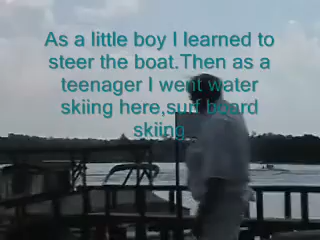 As a little boy I learned to
steer the boat.Then as a
teenager I went water
skiing here,surf board
skiing